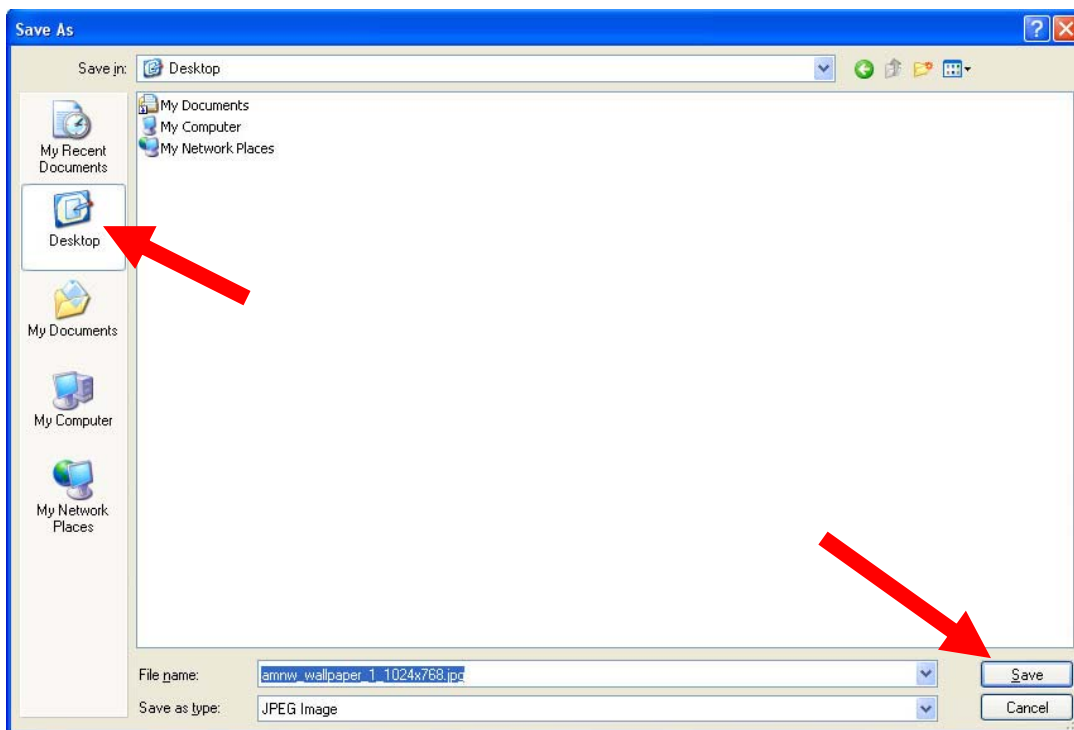 Save As
Save in: Desktop
My Recent
Documents
Desktop
My Documents
My Computer
My Network
Places
My Documents
My Computer
My Network Places
File name: amnw_wallpaper_1_1024x768.jpg
Save
Save as type: JPEG Image
Cancel